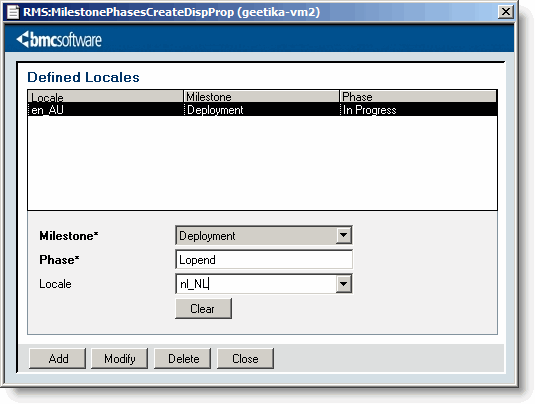 RMS:MilestonePhasesCreateDispProp (geetika-vm2)
bmcsoftware
Defined Locales
Locale Milestone Phase
en_AU Deployment In Progress
Milestone* Deployment
Phase* Lopend
Locale nl_NL
Clear
Add Modify Delete Close